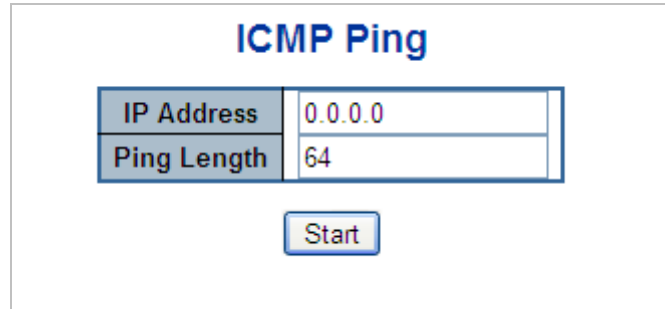 ICMP Ping
IP Address 0.0.0.0
Ping Length 64
Start